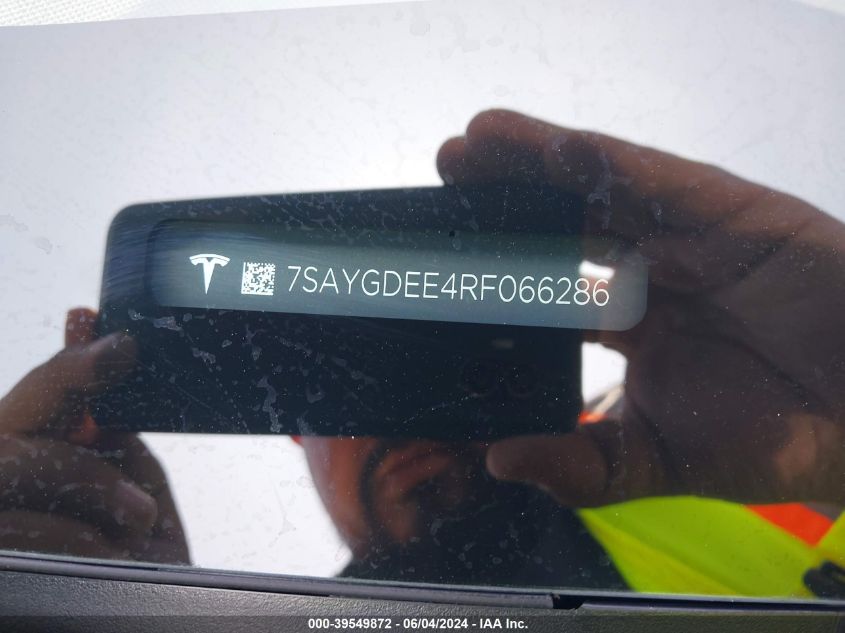 7SAYGDEE4RF066286
000-39549872 - 06/04/2024 - IAA Inc.